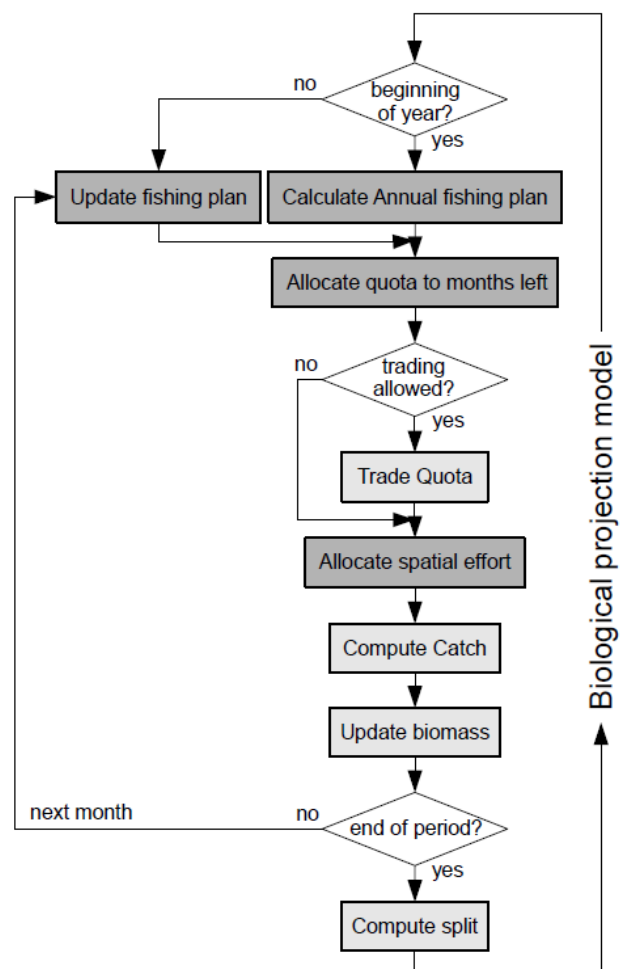 no
beginning
of year?
yes
Update fishing plan
Calculate Annual fishing plan
Allocate quota to months left
no
trading
allowed?
yes
Trade Quota
Allocate spatial effort
Compute Catch
Update biomass
next month
no
end of period?
yes
Compute split
Biological projection model